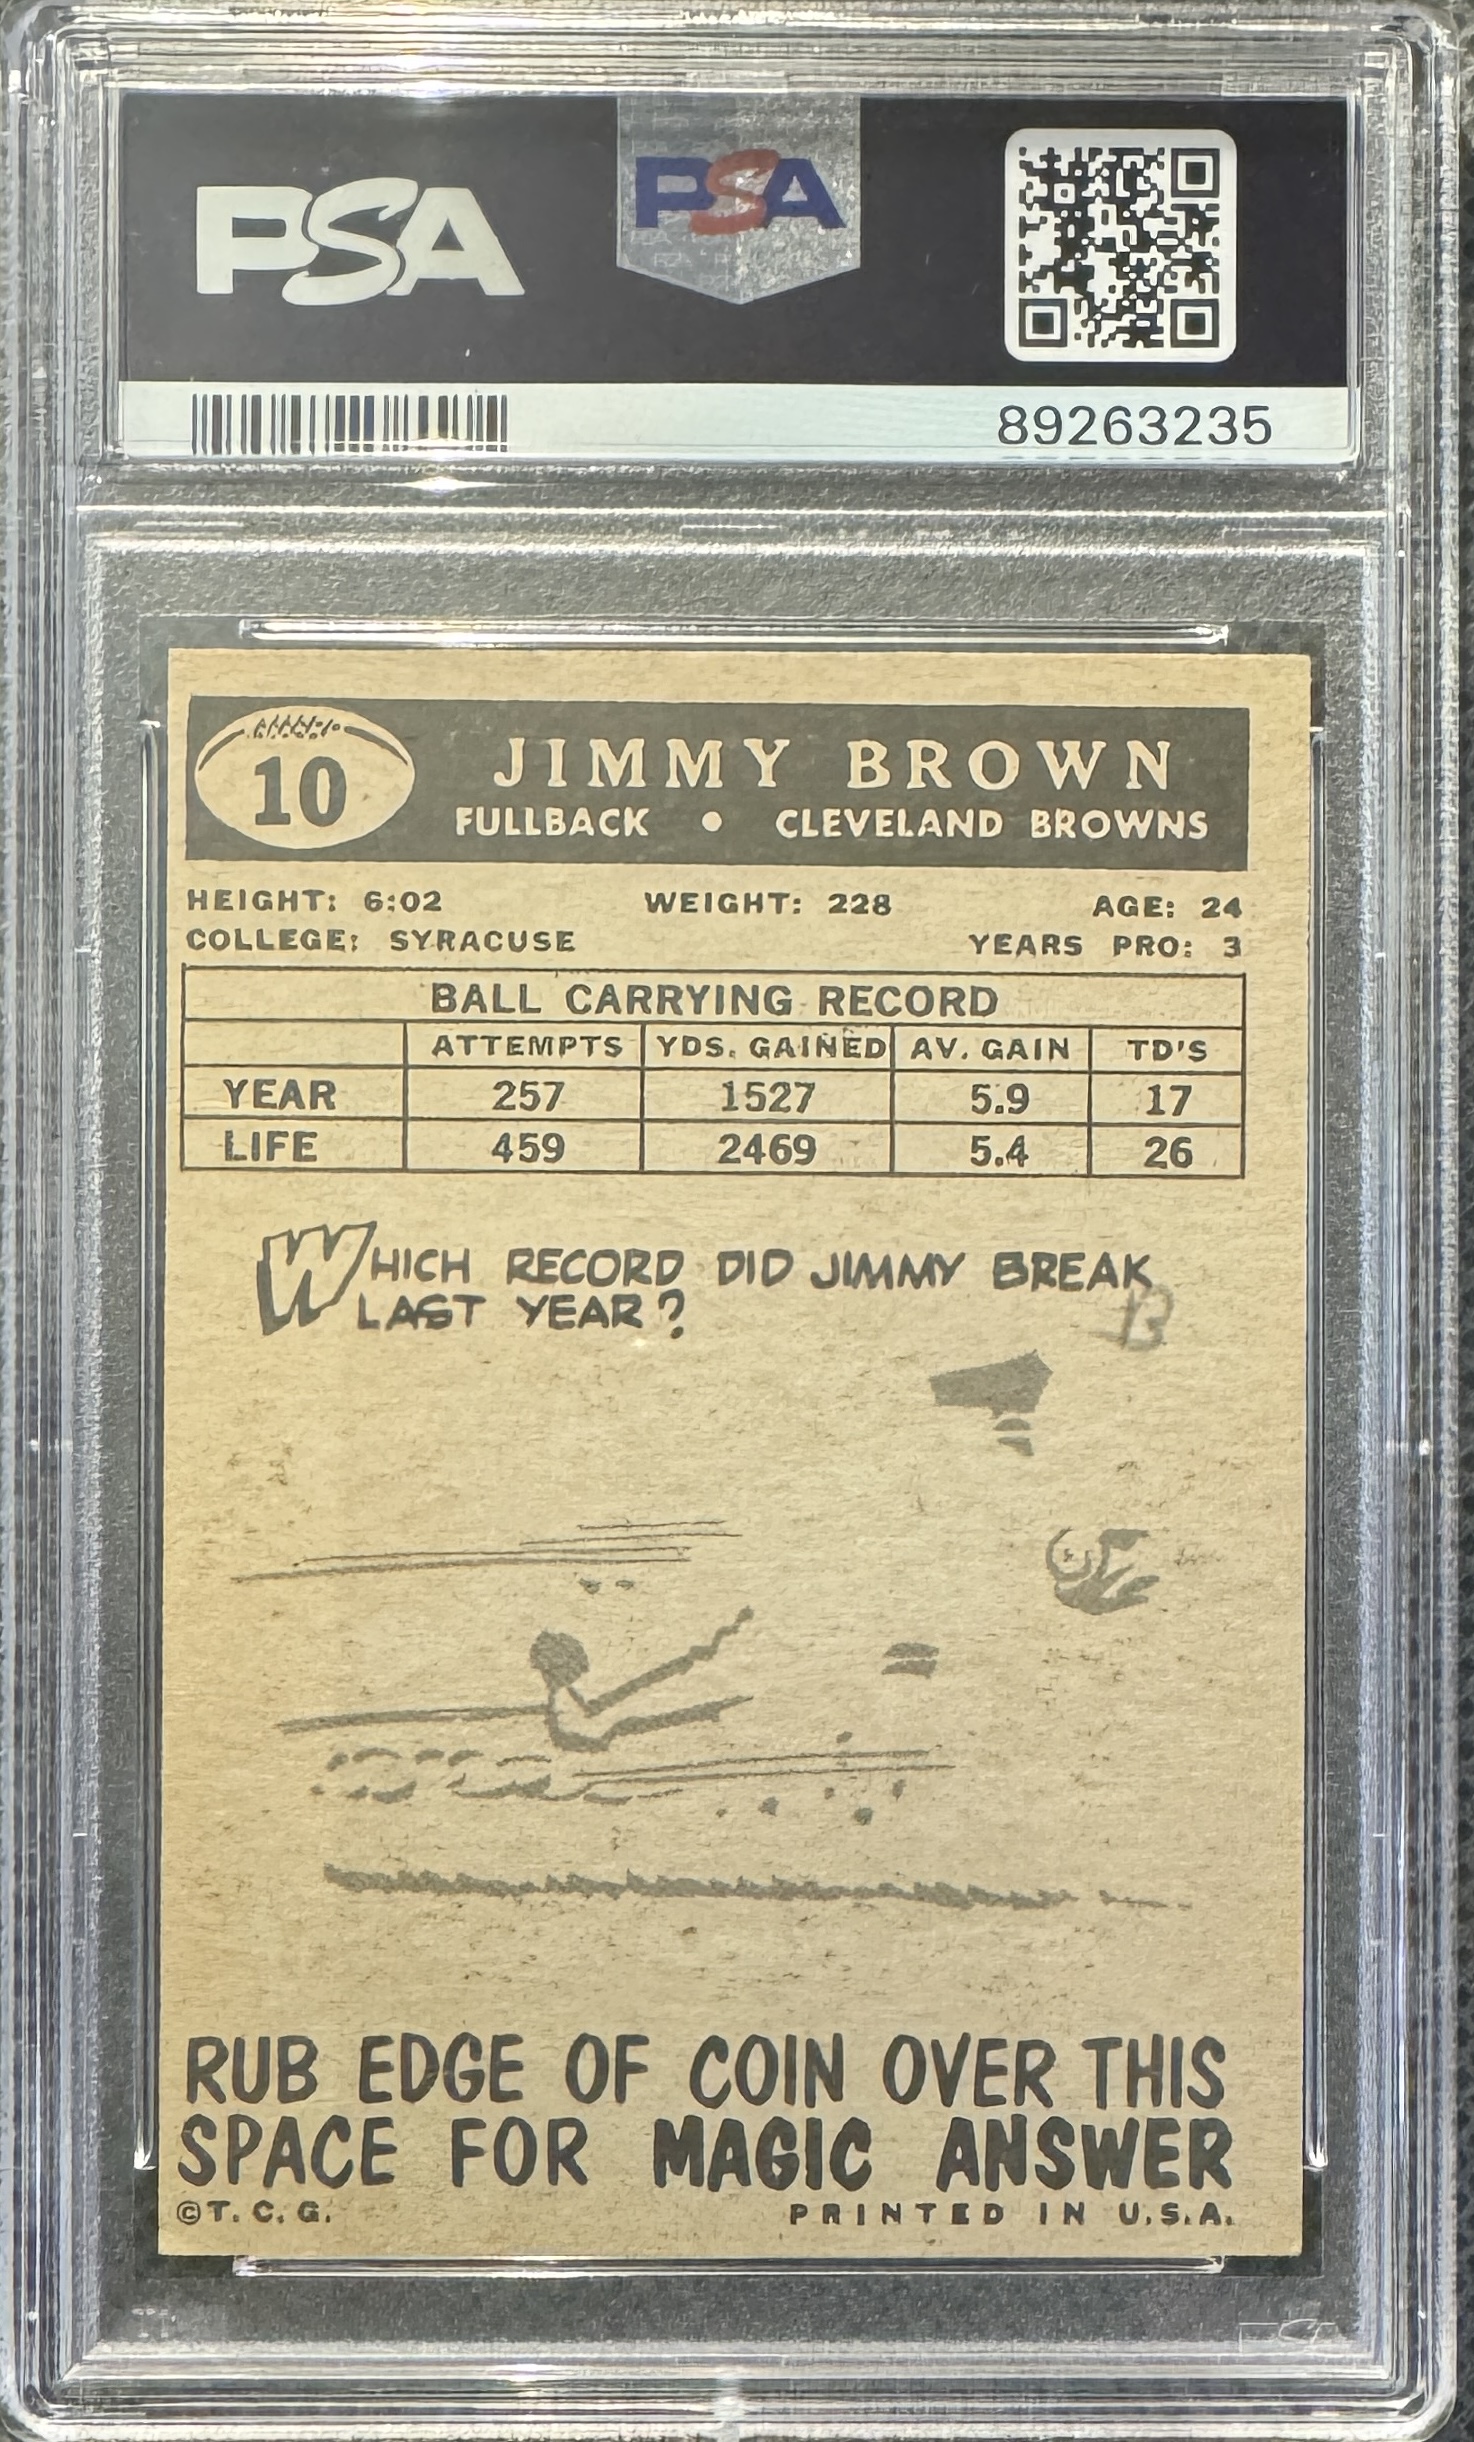 PSA
PSA
89263235
10
JIMMY BROWN
FULLBACK • CLEVELAND BROWNS
HEIGHT: 6:02 WEIGHT: 228 AGE: 24
COLLEGE: SYRACUSE YEARS PRO: 3
BALL CARRYING RECORD
ATTEMPTS YDS. GAINED AV. GAIN TD'S
YEAR 257 1527 5.9 17
LIFE 459 2469 5.4 26
WHICH RECORD DID JIMMY BREAK
LAST YEAR?
RUB EDGE OF COIN OVER THIS
SPACE FOR MAGIC ANSWER
©T.C.G. PRINTED IN U.S.A.